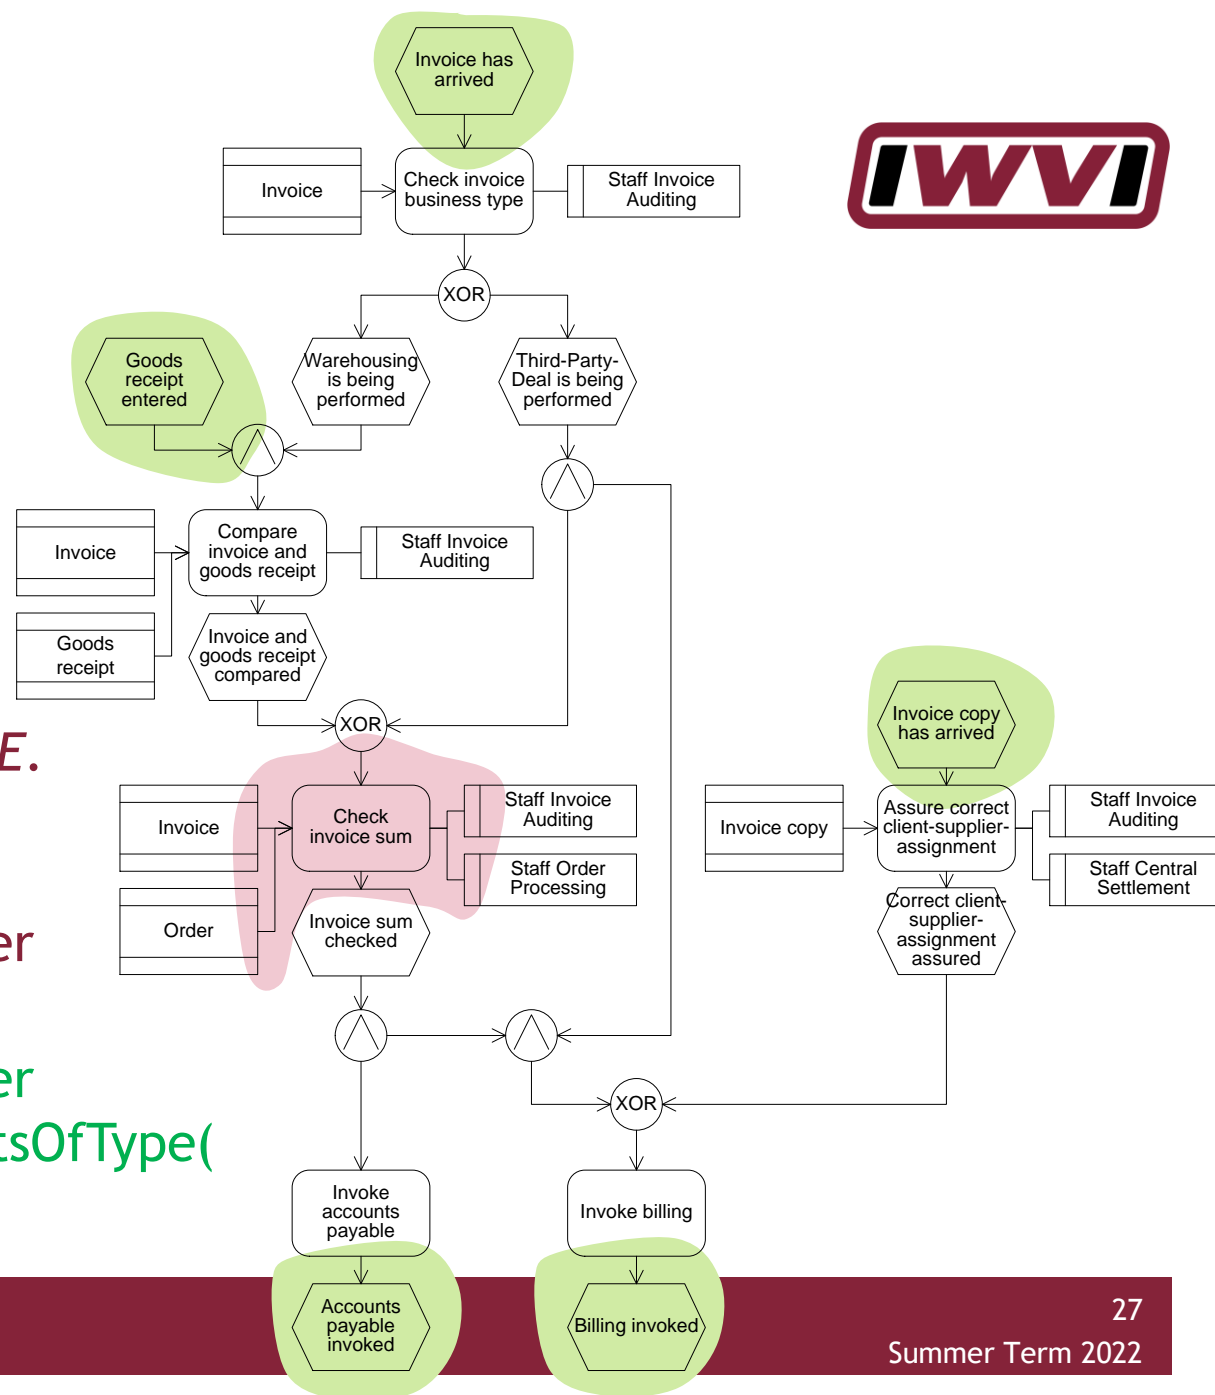 Invoice has
arrived
IWVI
Invoice
Check invoice
business type
Staff Invoice
Auditing
XOR
Goods
receipt
entered
Warehousing
is being
performed
Third-Party-
Deal is being
performed
Invoice
Compare
invoice and
goods receipt
Staff Invoice
Auditing
Goods
receipt
Invoice and
goods receipt
compared
XOR
Invoice copy
has arrived
E.
Invoice
Check
invoice sum
Staff Invoice
Auditing
Staff Order
Processing
Invoice copy
Assure correct
client-supplier-
assignment
Staff Invoice
Auditing
Staff Central
Settlement
Order
Invoice sum
checked
Correct client-
supplier-
assignment
assured
er
er
tsOfType(
XOR
Invoke
accounts
payable
Invoke billing
Accounts
payable
invoked
Billing invoked
27
Summer Term 2022